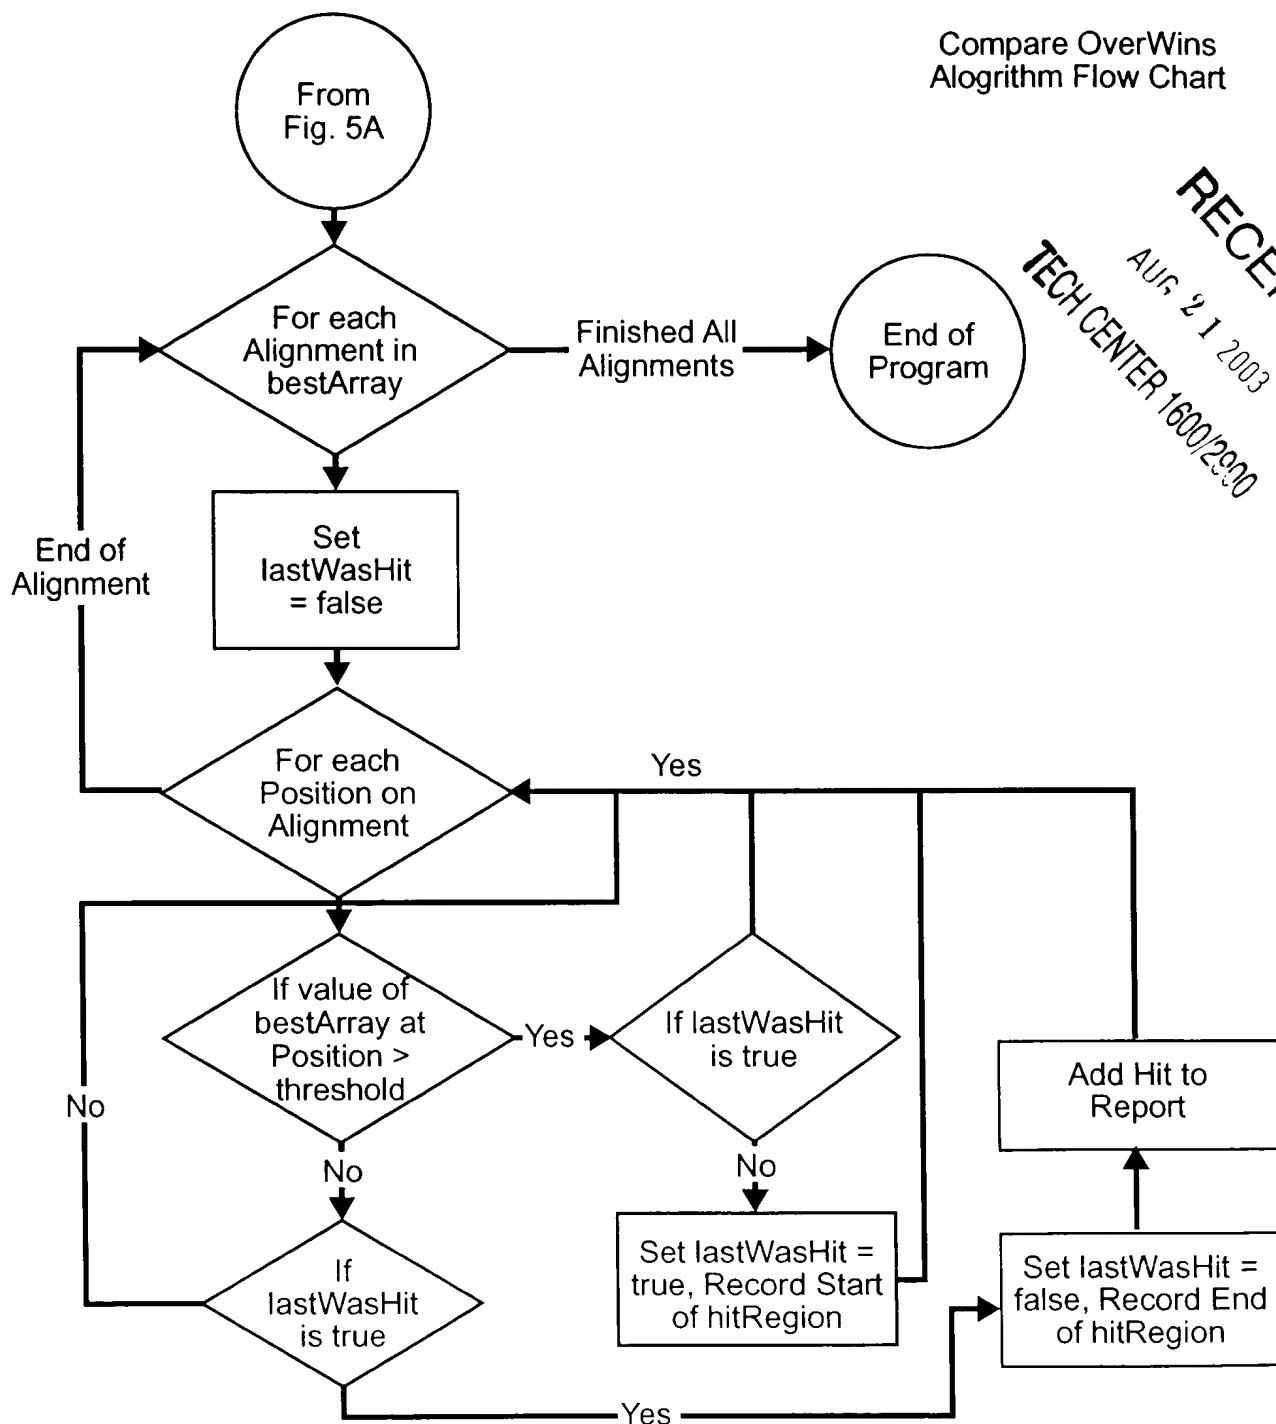 Compare OverWins
Alogrithm Flow Chart
From
Fig. 5A
TECH CENTER 1600/2900
AUG 21 2003
For each
Alignment in
bestArray
Finished All
Alignments
End of
Program
End of
Alignment
Set
lastWasHit
= false
For each
Position on
Alignment
Yes
If value of
bestArray at
Position >
threshold
Yes
If lastWasHit
is true
Add Hit to
Report
No
No
No
If
lastWasHit
is true
Set lastWasHit =
true, Record Start
of hitRegion
Set lastWasHit =
false, Record End
of hitRegion
Yes